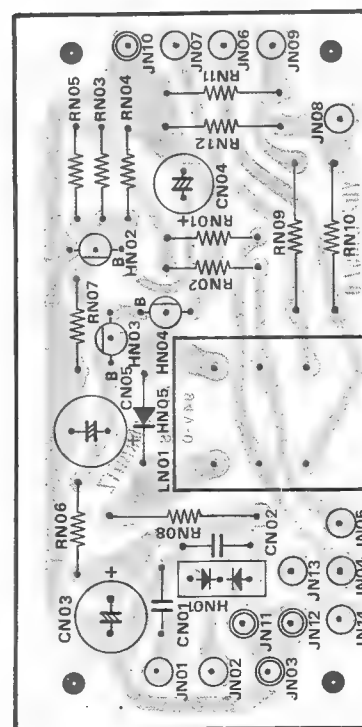 JN10
JN07
JN06
JN09
RN05
RN03
RN04
RN11
RN12
JN08
CN04
RN01
+
RN09
RN10
RN02
B
HN02
RN07
B
HN03
B
HN04
CN05
HN05
LN01
RN06
RN08
CN02
CN03
+
CN01
HN01
JN11
JN12
JN13
JN04
JN05
JN14
JN01
JN02
JN03